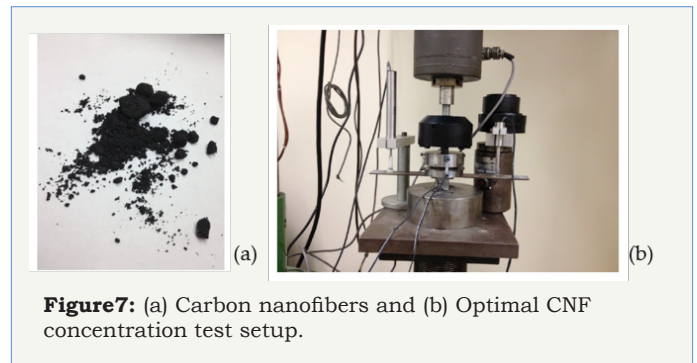 (a)
(b)
Figure7: (a) Carbon nanofibers and (b) Optimal CNF
concentration test setup.